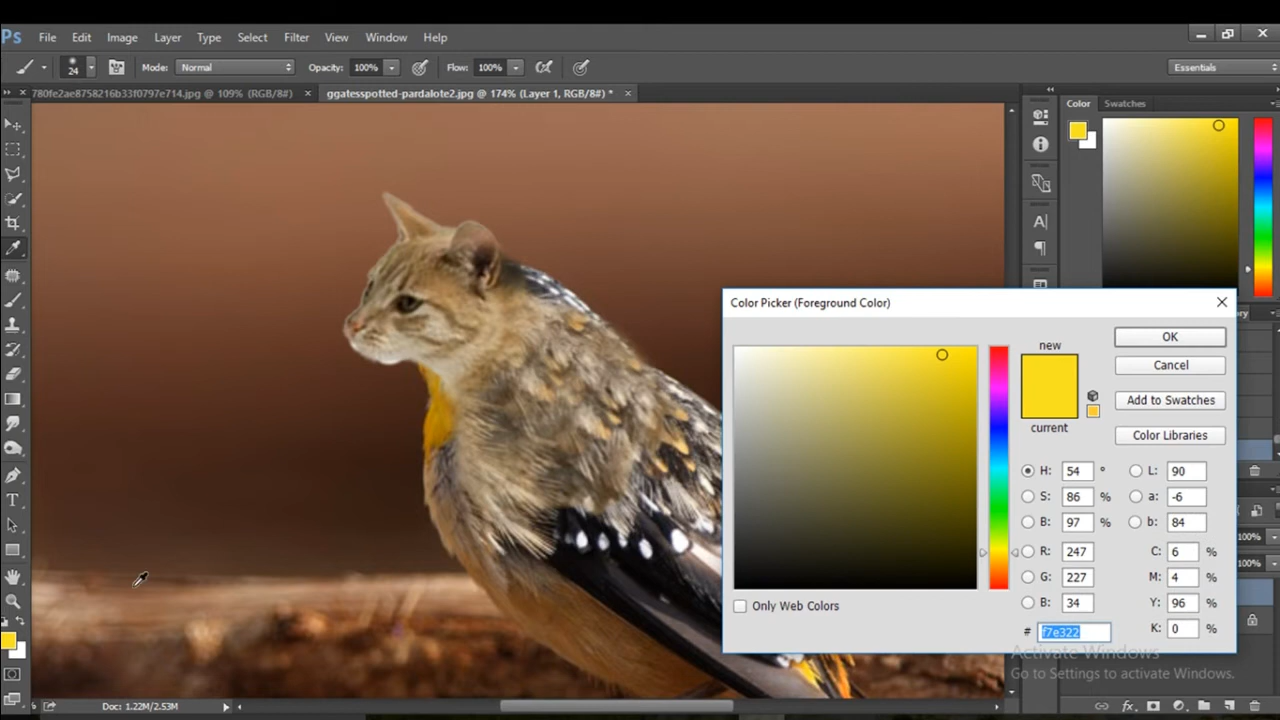 Ps File Edit Image Layer Type Select Filter View Window Help
24 Mode: Normal Opacity: 100% Flow: 100% Essentials
780fe2ae8758216b33f0797e714.jpg @ 109% (RGB/8#) × ggatesspotted-pardalote2.jpg @ 174% (Layer 1, RGB/8#) * ×
Color Swatches
Color Picker (Foreground Color)
new
OK
Cancel
Add to Swatches
current
Color Libraries
H: 54 ° L: 90
S: 86 % a: -6
B: 97 % b: 84
R: 247 C: 6 %
G: 227 M: 4 %
B: 34 Y: 96 %
# f7e322 K: 0 %
Only Web Colors
100%
100%
Activate Windows
Go to Settings to activate Windows.
% Doc: 1.22M/2.53M